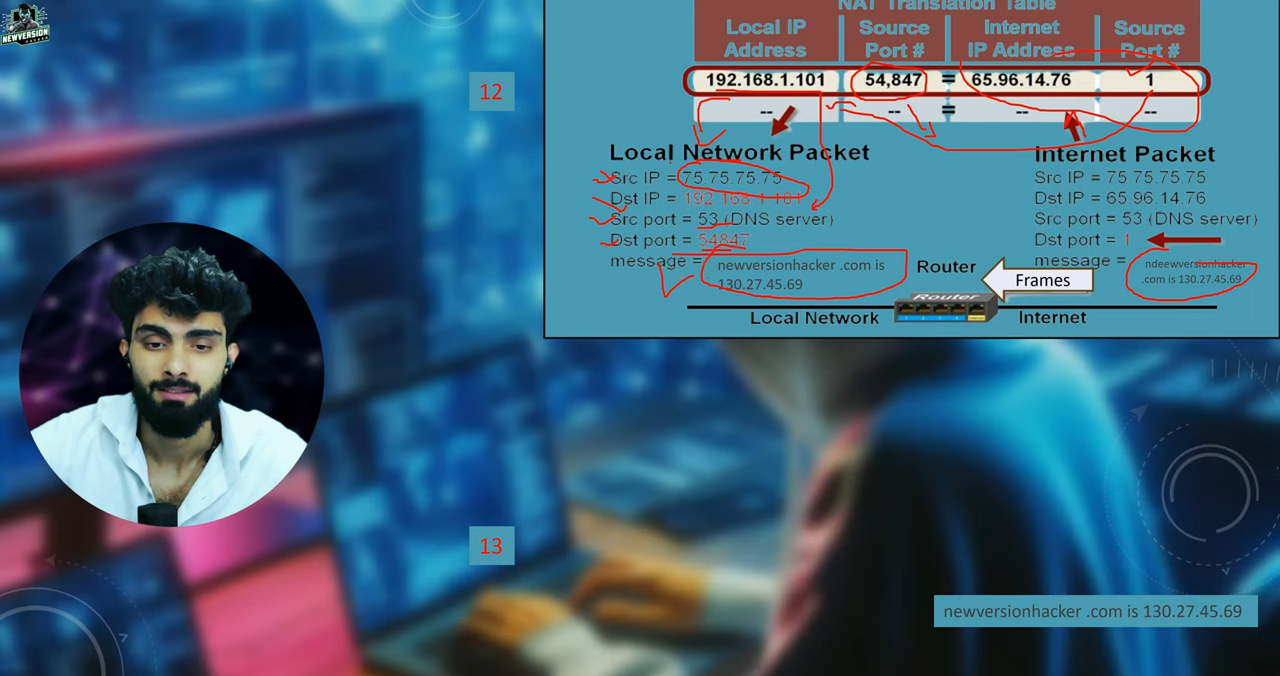 NEWVERSION
HACKER
12
NAT Translation Table
Local IP Address
Source Port #
Internet IP Address
Source Port #
192.168.1.101 54,847 = 65.96.14.76 1
-- -- = -- --
Local Network Packet
Src IP = 75.75.75.75
Dst IP = 192.168.1.101
Src port = 53 (DNS server)
Dst port = 54847
message =
newversionhacker .com is
130.27.45.69
Internet Packet
Src IP = 75.75.75.75
Dst IP = 65.96.14.76
Src port = 53 (DNS server)
Dst port = 1
message =
ndeewversionhacker
.com is 130.27.45.69
Router
Frames
Router
Local Network
Internet
13
newversionhacker .com is 130.27.45.69